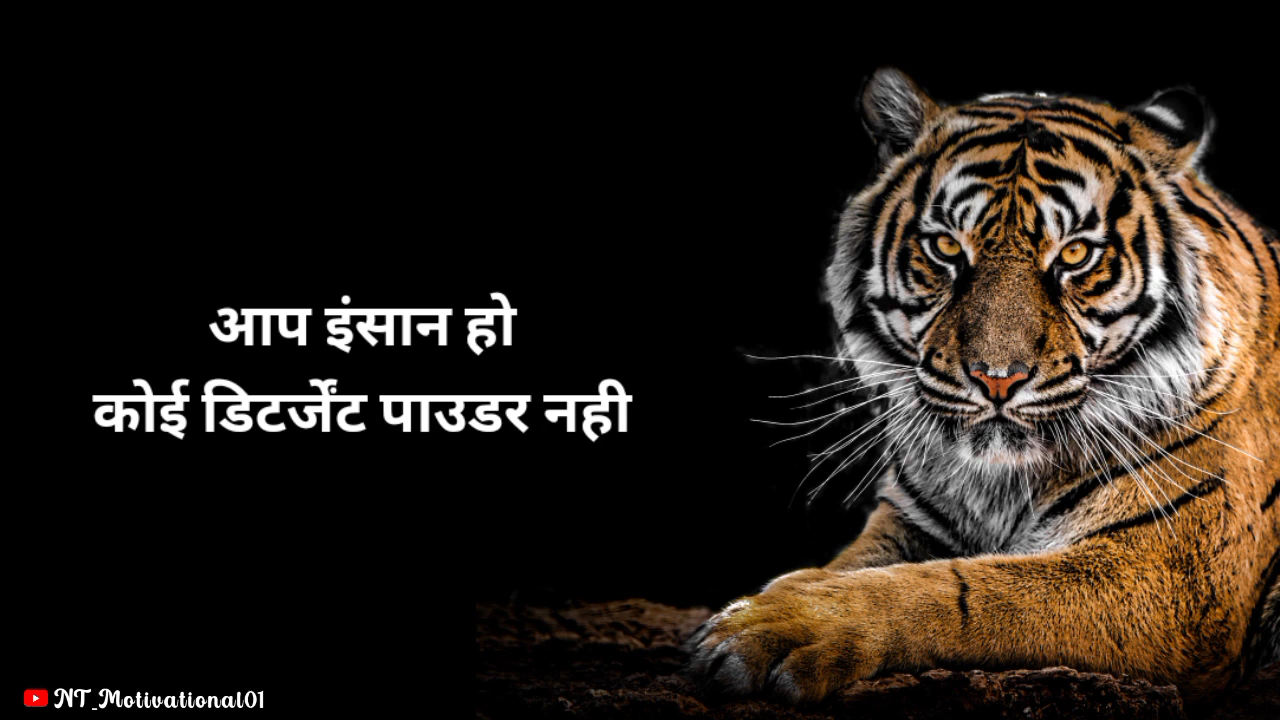 आप इंसान हो
कोई डिटर्जेंट पाउडर नही
NT_Motivational01